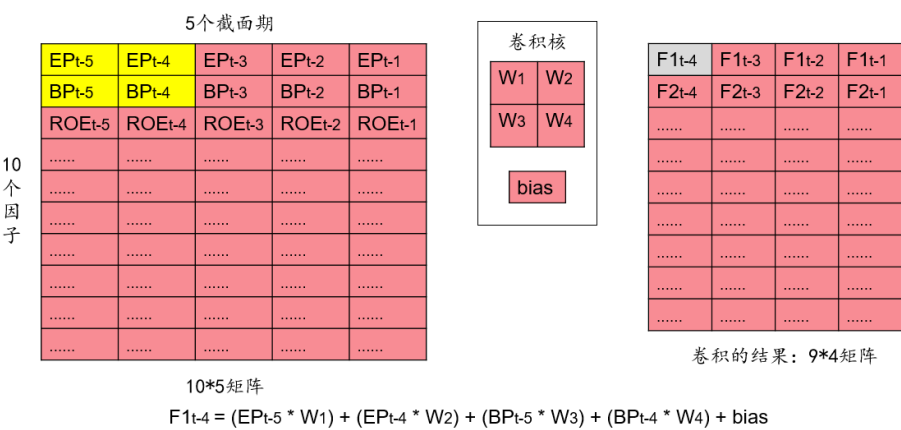 5个截面期
EPt-5 EPt-4 EPt-3 EPt-2 EPt-1
BPt-5 BPt-4 BPt-3 BPt-2 BPt-1
ROEt-5 ROEt-4 ROEt-3 ROEt-2 ROEt-1
...... ...... ...... ...... ......
...... ...... ...... ...... ......
...... ...... ...... ...... ......
...... ...... ...... ...... ......
...... ...... ...... ...... ......
...... ...... ...... ...... ......
...... ...... ...... ...... ......
10
个
因
子
10*5矩阵
卷积核
W1 W2
W3 W4
bias
F1t-4 F1t-3 F1t-2 F1t-1
F2t-4 F2t-3 F2t-2 F2t-1
...... ...... ...... ......
...... ...... ...... ......
...... ...... ...... ......
...... ...... ...... ......
...... ...... ...... ......
...... ...... ...... ......
...... ...... ...... ......
卷积的结果：9*4矩阵
F1t-4 = (EPt-5 * W1) + (EPt-4 * W2) + (BPt-5 * W3) + (BPt-4 * W4) + bias